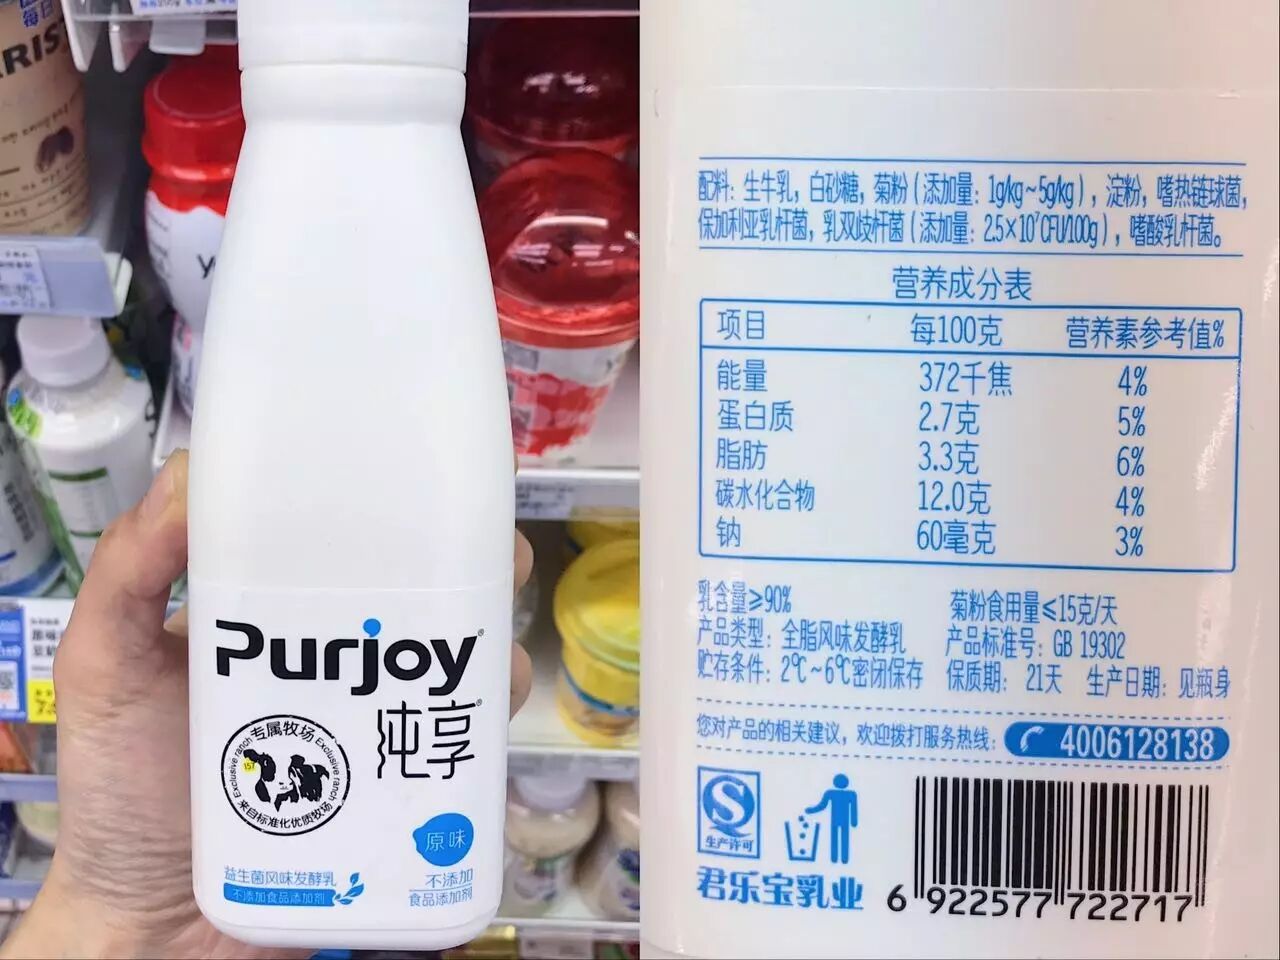 每日
ARIS
Purjoy®
纯享®
专属牧场
Exclusive ranch
Exclusive ranch
157
来自标准化优质牧场
原味
益生菌风味发酵乳
不添加食品添加剂
不添加
食品添加剂
配料：生牛乳，白砂糖，菊粉（添加量：1g/kg~5g/kg），淀粉，嗜热链球菌，
保加利亚乳杆菌，乳双歧杆菌（添加量：2.5×10⁷CFU/100g），嗜酸乳杆菌。
营养成分表
项目 每100克 营养素参考值%
能量 372千焦 4%
蛋白质 2.7克 5%
脂肪 3.3克 6%
碳水化合物 12.0克 4%
钠 60毫克 3%
乳含量≥90% 菊粉食用量≤15克/天
产品类型：全脂风味发酵乳 产品标准号：GB 19302
贮存条件：2℃~6℃密闭保存 保质期：21天 生产日期：见瓶身
您对产品的相关建议，欢迎拨打服务热线：4006128138
生产许可
君乐宝乳业
6 922577 722717